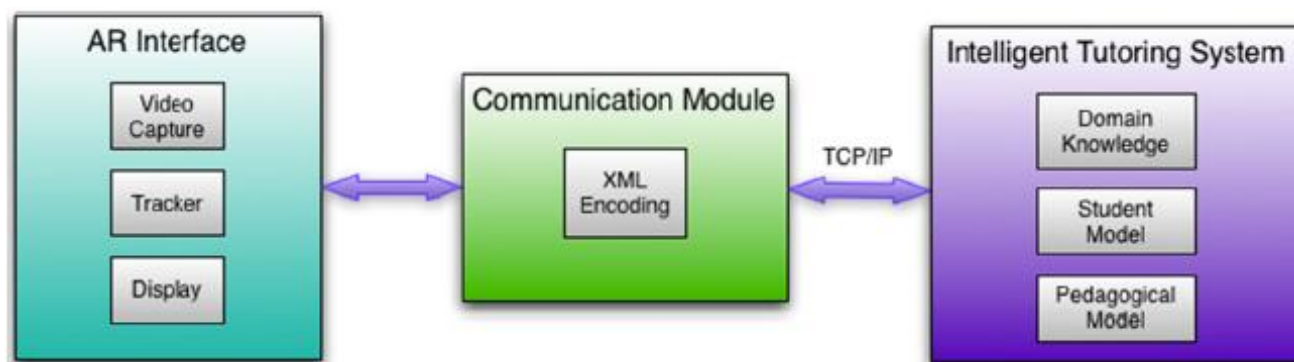 AR Interface
Video
Capture
Tracker
Display
Communication Module
XML
Encoding
TCP/IP
Intelligent Tutoring System
Domain
Knowledge
Student
Model
Pedagogical
Model